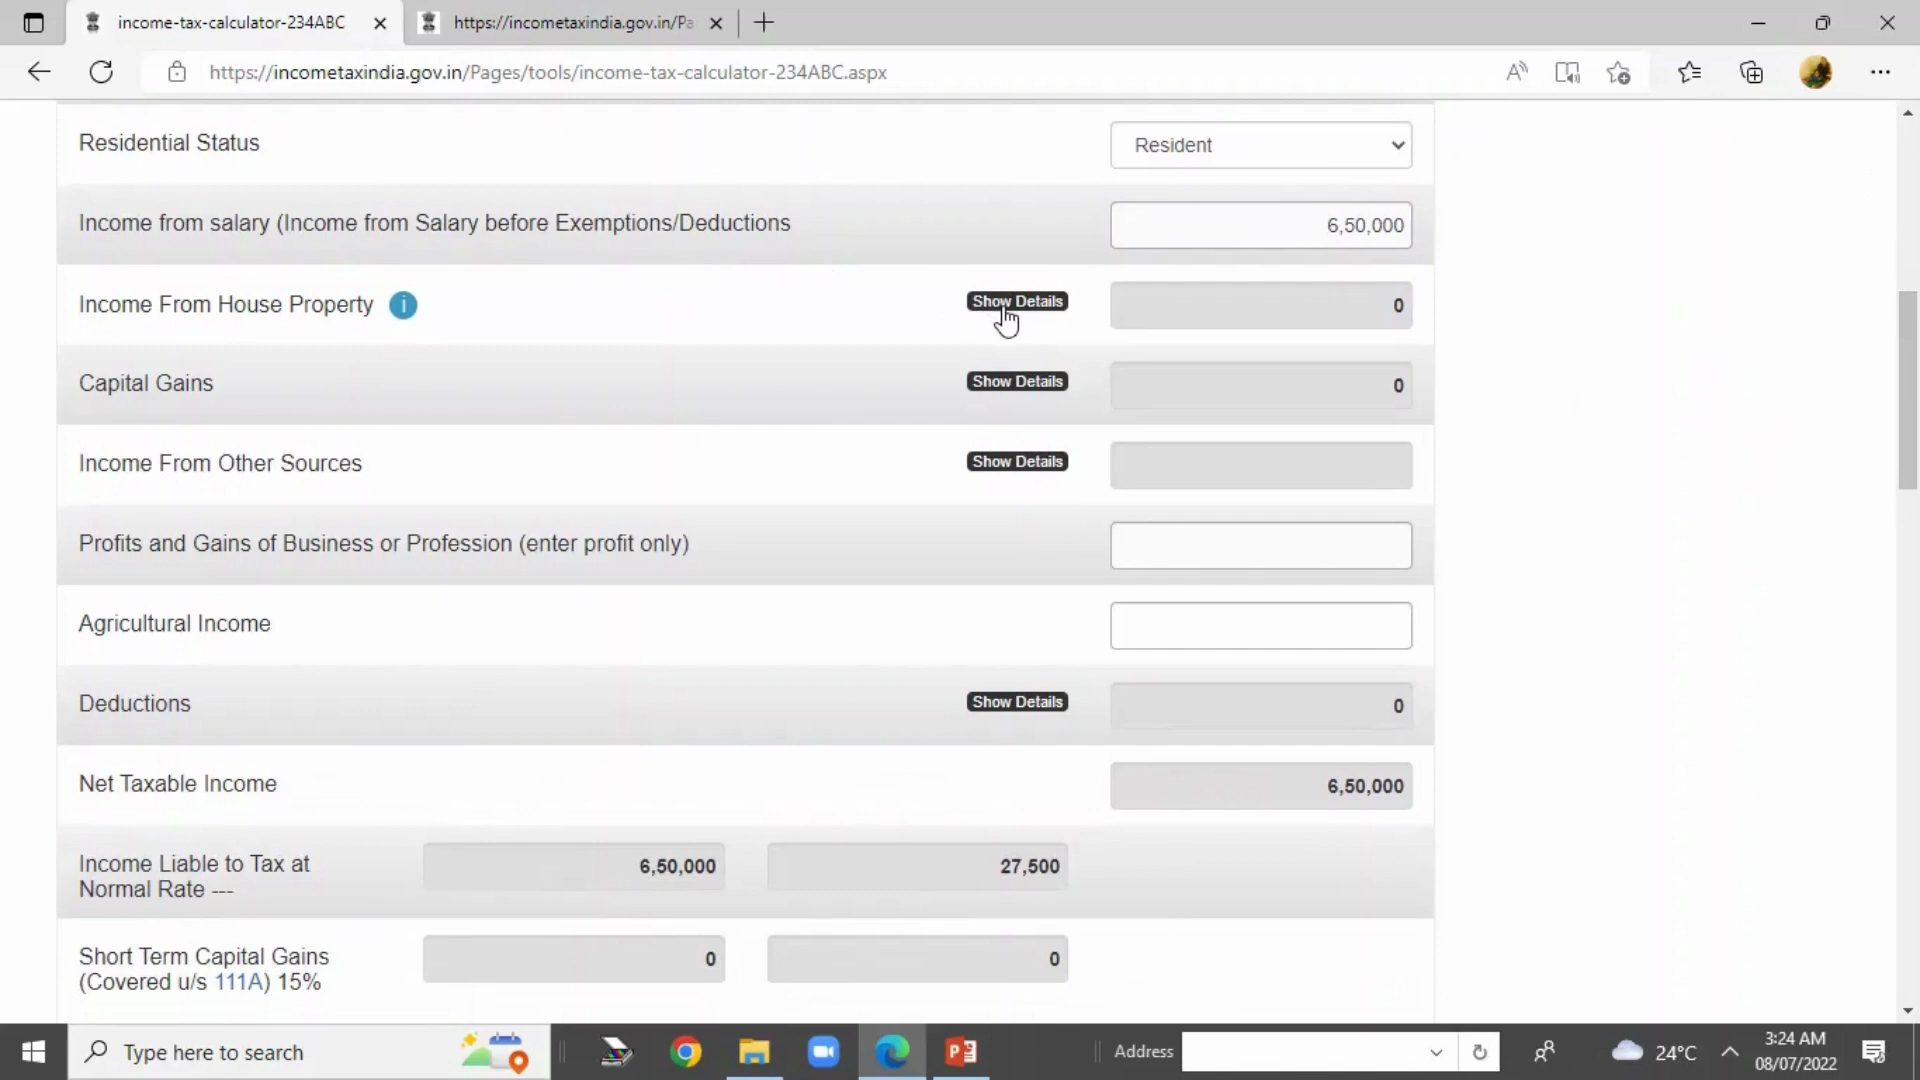 income-tax-calculator-234ABC
https://incometaxindia.gov.in/Pa
https://incometaxindia.gov.in/Pages/tools/income-tax-calculator-234ABC.aspx
Residential Status
Resident
Income from salary (Income from Salary before Exemptions/Deductions
6,50,000
Income From House Property i
Show Details
0
Capital Gains
Show Details
0
Income From Other Sources
Show Details
Profits and Gains of Business or Profession (enter profit only)
Agricultural Income
Deductions
Show Details
0
Net Taxable Income
6,50,000
Income Liable to Tax at
Normal Rate ---
6,50,000
27,500
Short Term Capital Gains
(Covered u/s 111A) 15%
0
0
Type here to search
Address
24°C
3:24 AM
08/07/2022